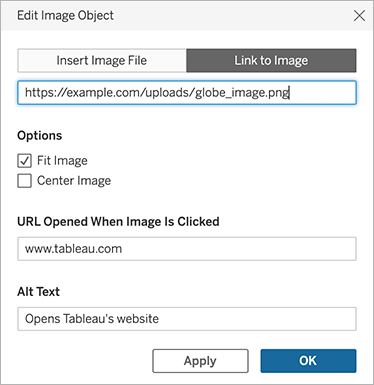 Edit Image Object
Insert Image File Link to Image
https://example.com/uploads/globe_image.png
Options
Fit Image
Center Image
URL Opened When Image Is Clicked
www.tableau.com
Alt Text
Opens Tableau's website
Apply OK